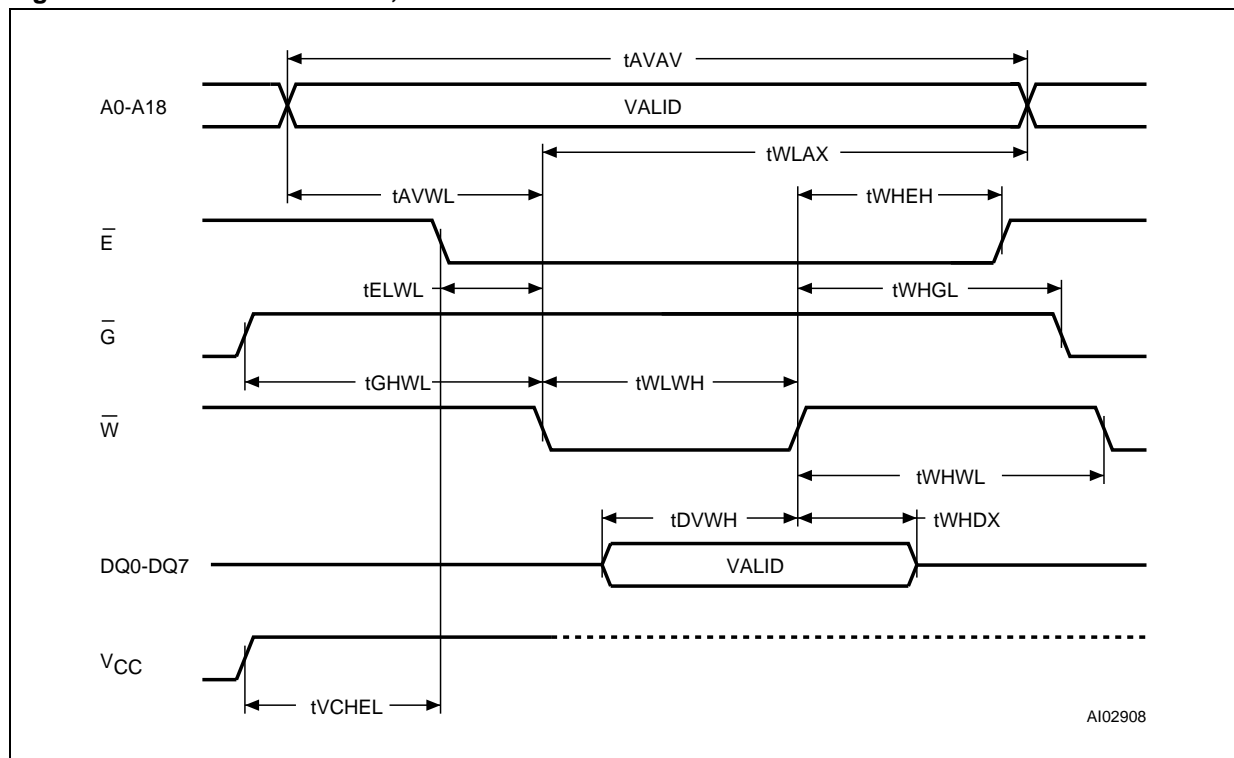 tAVAV
A0-A18
VALID
tWLAX
tAVWL
tWHEH
E̅
tELWL
tWHGL
G̅
tGHWL
tWLWH
W̅
tWHWL
tDVWH
tWHDX
DQ0-DQ7
VALID
VCC
tVCHEL
AI02908